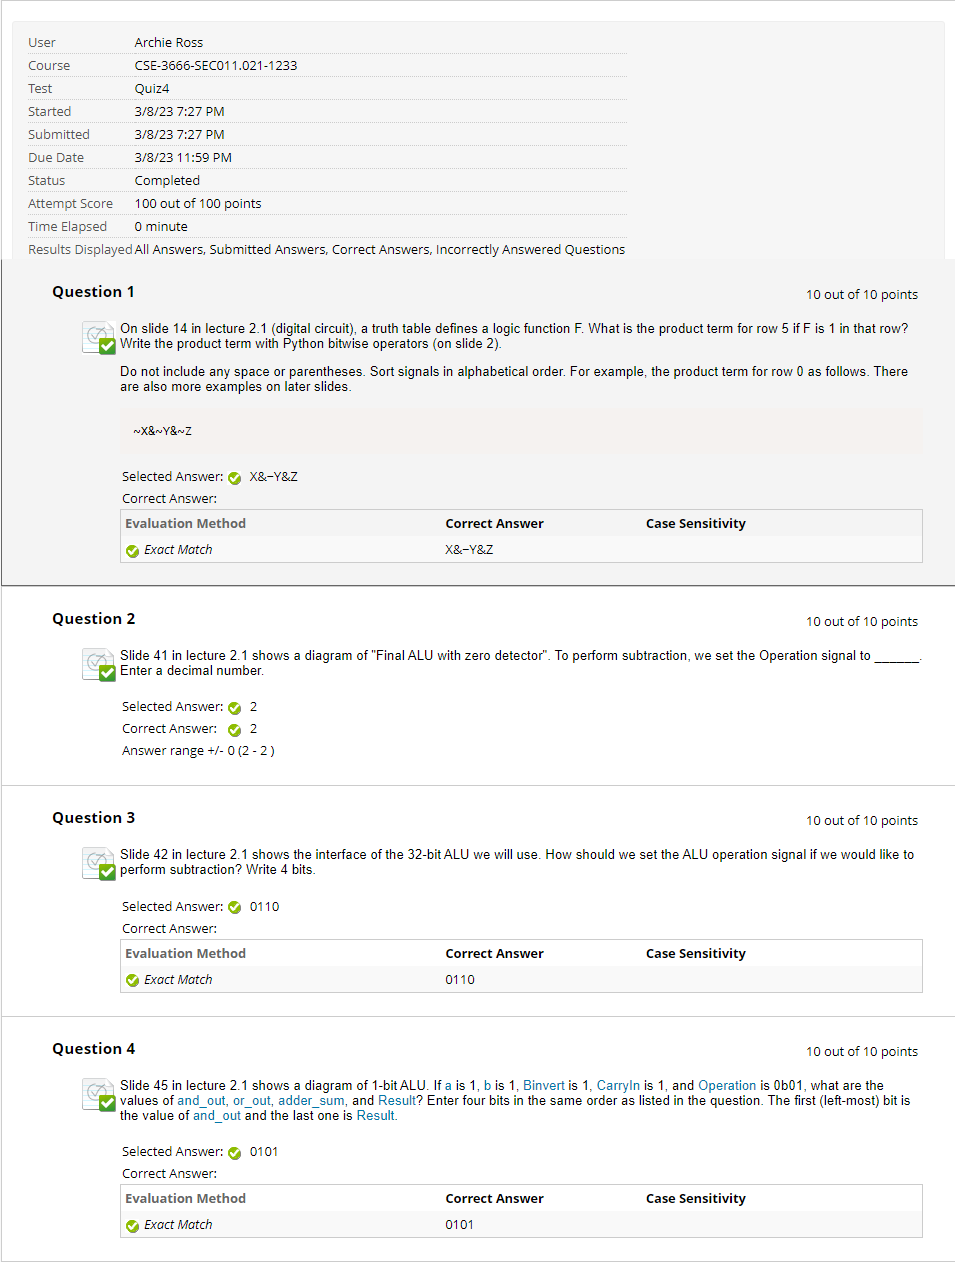 User Archie Ross
Course CSE-3666-SEC011.021-1233
Test Quiz4
Started 3/8/23 7:27 PM
Submitted 3/8/23 7:27 PM
Due Date 3/8/23 11:59 PM
Status Completed
Attempt Score 100 out of 100 points
Time Elapsed 0 minute
Results Displayed All Answers, Submitted Answers, Correct Answers, Incorrectly Answered Questions
Question 1
10 out of 10 points
On slide 14 in lecture 2.1 (digital circuit), a truth table defines a logic function F. What is the product term for row 5 if F is 1 in that row?
Write the product term with Python bitwise operators (on slide 2).
Do not include any space or parentheses. Sort signals in alphabetical order. For example, the product term for row 0 as follows. There
are also more examples on later slides.
~X&~Y&~Z
Selected Answer: X&~Y&Z
Correct Answer:
Evaluation Method Correct Answer Case Sensitivity
Exact Match X&~Y&Z
Question 2
10 out of 10 points
Slide 41 in lecture 2.1 shows a diagram of "Final ALU with zero detector". To perform subtraction, we set the Operation signal to ______.
Enter a decimal number.
Selected Answer: 2
Correct Answer: 2
Answer range +/- 0 (2 - 2 )
Question 3
10 out of 10 points
Slide 42 in lecture 2.1 shows the interface of the 32-bit ALU we will use. How should we set the ALU operation signal if we would like to
perform subtraction? Write 4 bits.
Selected Answer: 0110
Correct Answer:
Evaluation Method Correct Answer Case Sensitivity
Exact Match 0110
Question 4
10 out of 10 points
Slide 45 in lecture 2.1 shows a diagram of 1-bit ALU. If a is 1, b is 1, Binvert is 1, CarryIn is 1, and Operation is 0b01, what are the
values of and_out, or_out, adder_sum, and Result? Enter four bits in the same order as listed in the question. The first (left-most) bit is
the value of and_out and the last one is Result.
Selected Answer: 0101
Correct Answer:
Evaluation Method Correct Answer Case Sensitivity
Exact Match 0101